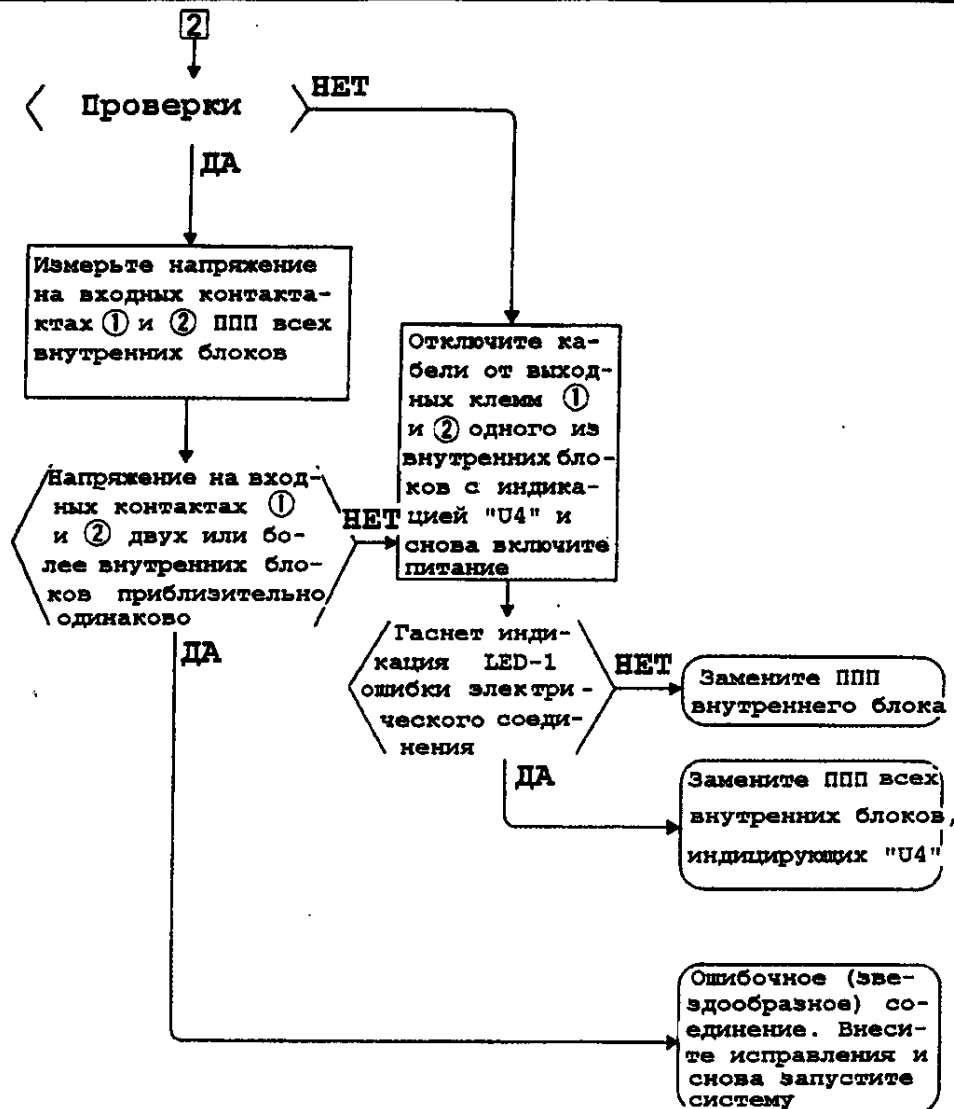 2
Проверки
НЕТ
ДА
Измерьте напряжение
на входных контакта-
ктах ① и ② ППП всех
внутренних блоков
Отключите ка-
бели от выход-
ных клемм ①
и ② одного из
внутренних бло-
ков с индика-
цией "U4" и
снова включите
питание
Напряжение на вход-
ных контактах ①
и ② двух или бо-
лее внутренних бло-
ков приблизительно
одинаково
НЕТ
ДА
Гаснет инди-
кация LED-1
ошибки электри-
ческого соеди-
нения
НЕТ
ДА
Замените ППП
внутреннего блока
Замените ППП всех
внутренних блоков,
индицирующих "U4"
Ошибочное (зве-
здообразное) со-
единение. Внеси-
те исправления и
снова запустите
систему